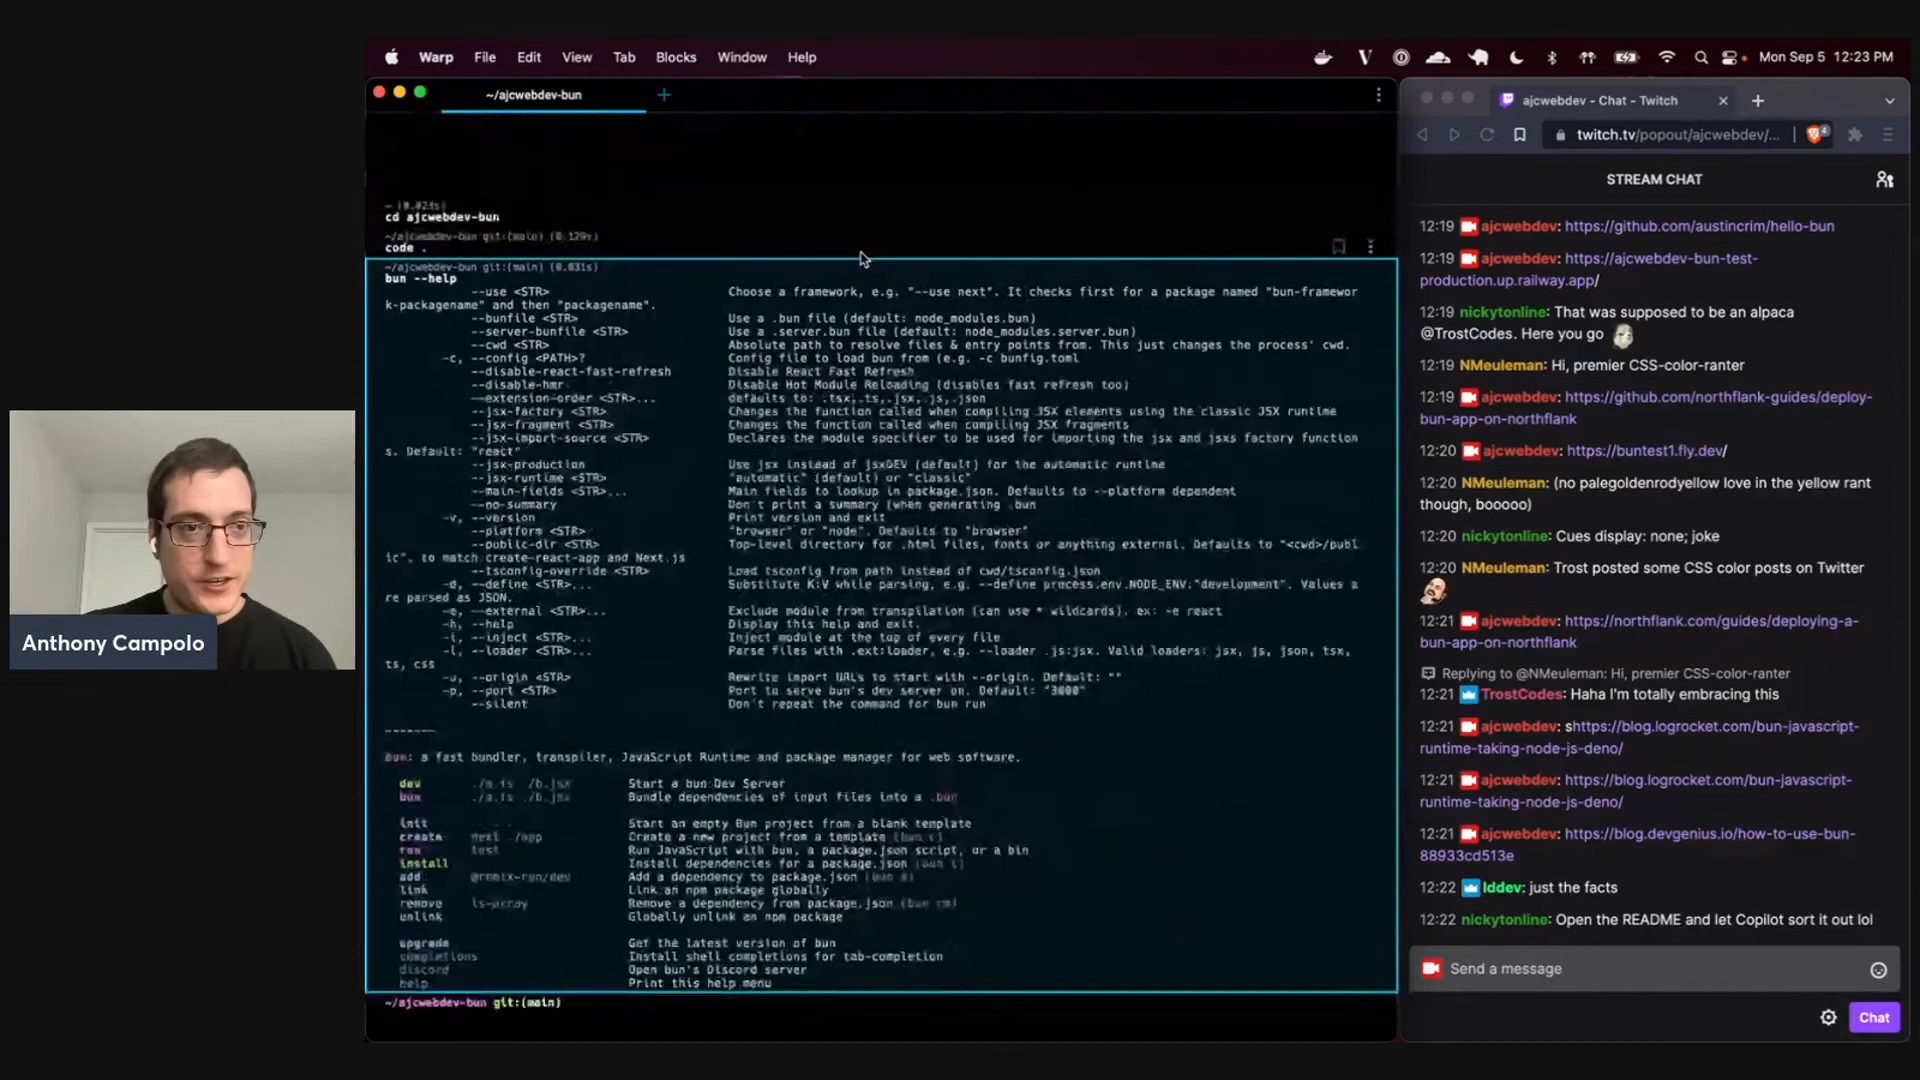 Warp File Edit View Tab Blocks Window Help
Mon Sep 5 12:23 PM
~/ajcwebdev-bun
cd ajcwebdev-bun
~/ajcwebdev-bun git:(main) (0.129s)
code .
~/ajcwebdev-bun git:(main) (0.031s)
bun --help
--use <STR> Choose a framework, e.g. "--use next". It checks first for a package named "bun-framewor
k-packagename" and then "packagename".
--bunfile <STR> Use a .bun file (default: node_modules.bun)
--server-bunfile <STR> Use a .server.bun file (default: node_modules.server.bun)
--cwd <STR> Absolute path to resolve files & entry points from. This just changes the process' cwd.
-c, --config <PATH>? Config file to load bun from (e.g. -c bunfig.toml
--disable-react-fast-refresh Disable React Fast Refresh
--disable-hmr Disable Hot Module Reloading (disables fast refresh too)
--extension-order <STR>... defaults to: .tsx,.ts,.jsx,.js,.json
--jsx-factory <STR> Changes the function called when compiling JSX elements using the classic JSX runtime
--jsx-fragment <STR> Changes the function called when compiling JSX fragments
--jsx-import-source <STR> Declares the module specifier to be used for importing the jsx and jsxs factory function
s. Default: "react"
--jsx-production Use jsx instead of jsxDEV (default) for the automatic runtime
--jsx-runtime <STR> "automatic" (default) or "classic"
--main-fields <STR>... Main fields to lookup in package.json. Defaults to --platform dependent
--no-summary Don't print a summary (when generating .bun
-v, --version Print version and exit
--platform <STR> "browser" or "node". Defaults to "browser"
--public-dir <STR> Top-level directory for .html files, fonts or anything external. Defaults to "<cwd>/publ
ic", to match create-react-app and Next.js
--tsconfig-override <STR> Load tsconfig from path instead of cwd/tsconfig.json
-d, --define <STR>... Substitute K:V while parsing, e.g. --define process.env.NODE_ENV:"development". Values a
re parsed as JSON.
-e, --external <STR>... Exclude module from transpilation (can use * wildcards). ex: -e react
-h, --help Display this help and exit.
-i, --inject <STR>... Inject module at the top of every file
-l, --loader <STR>... Parse files with .ext:loader, e.g. --loader .js:jsx. Valid loaders: jsx, js, json, tsx,
ts, css
-u, --origin <STR> Rewrite import URLs to start with --origin. Default: ""
-p, --port <STR> Port to serve bun's dev server on. Default: "3000"
--silent Don't repeat the command for bun run
-------
bun: a fast bundler, transpiler, JavaScript Runtime and package manager for web software.
dev ./a.ts ./b.jsx Start a bun Dev Server
bun ./a.ts ./b.jsx Bundle dependencies of input files into a .bun
init Start an empty Bun project from a blank template
create next ./app Create a new project from a template (bun c)
run test Run JavaScript with bun, a package.json script, or a bin
install Install dependencies for a package.json (bun i)
add @remix-run/dev Add a dependency to package.json (bun a)
link Link an npm package globally
remove is-array Remove a dependency from package.json (bun rm)
unlink Globally unlink an npm package
upgrade Get the latest version of bun
completions Install shell completions for tab-completion
discord Open bun's Discord server
help Print this help menu
~/ajcwebdev-bun git:(main)
Anthony Campolo
ajcwebdev - Chat - Twitch
twitch.tv/popout/ajcwebdev/...
4
STREAM CHAT
12:19 ajcwebdev: https://github.com/austincrim/hello-bun
12:19 ajcwebdev: https://ajcwebdev-bun-test-
production.up.railway.app/
12:19 nickytonline: That was supposed to be an alpaca
@TrostCodes. Here you go
12:19 NMeuleman: Hi, premier CSS-color-ranter
12:19 ajcwebdev: https://github.com/northflank-guides/deploy-
bun-app-on-northflank
12:20 ajcwebdev: https://buntest1.fly.dev/
12:20 NMeuleman: (no palegoldenrodyellow love in the yellow rant
though, booooo)
12:20 nickytonline: Cues display: none; joke
12:20 NMeuleman: Trost posted some CSS color posts on Twitter
12:21 ajcwebdev: https://northflank.com/guides/deploying-a-
bun-app-on-northflank
Replying to @NMeuleman: Hi, premier CSS-color-ranter
12:21 TrostCodes: Haha I'm totally embracing this
12:21 ajcwebdev: shttps://blog.logrocket.com/bun-javascript-
runtime-taking-node-js-deno/
12:21 ajcwebdev: https://blog.logrocket.com/bun-javascript-
runtime-taking-node-js-deno/
12:21 ajcwebdev: https://blog.devgenius.io/how-to-use-bun-
88933cd513e
12:22 lddev: just the facts
12:22 nickytonline: Open the README and let Copilot sort it out lol
Send a message
Chat